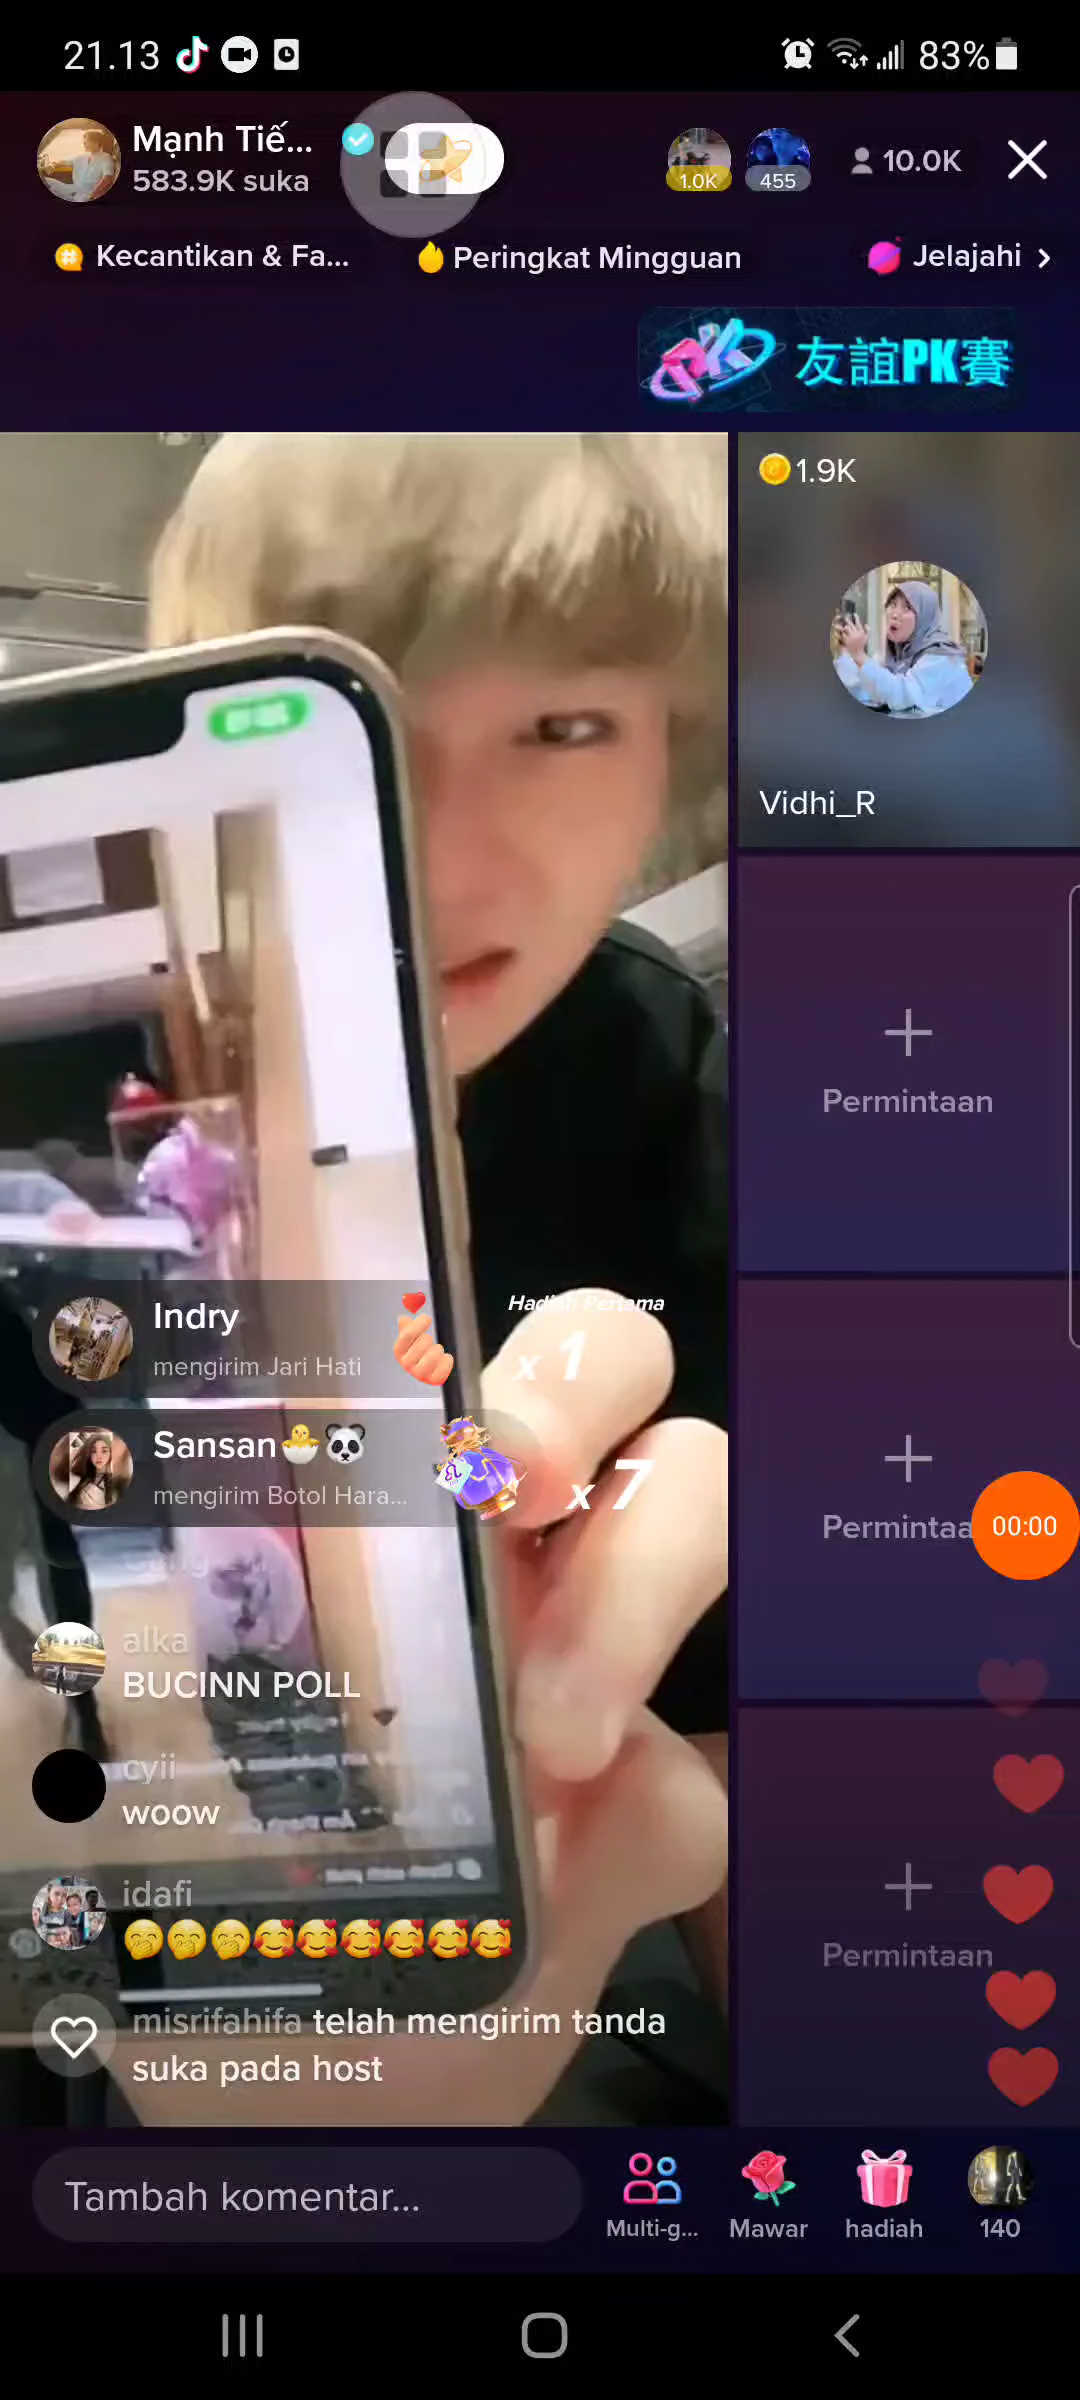 21.13
83%
Mạnh Tiế...
583.9K suka
1.0K
455
10.0K
Kecantikan & Fa...
Peringkat Mingguan
Jelajahi
PK
友誼PK賽
1.9K
Vidhi_R
Permintaan
Indry
mengirim Jari Hati
Hadiah Pertama
x 1
Sansan🐣🐼
mengirim Botol Hara...
x 7
Permintaa
00:00
alka
BUCINN POLL
cyii
woow
idafi
🤭🤭🤭🥰🥰🥰🥰🥰🥰
Permintaan
misrifahifa telah mengirim tanda
suka pada host
Tambah komentar...
Multi-g...
Mawar
hadiah
140